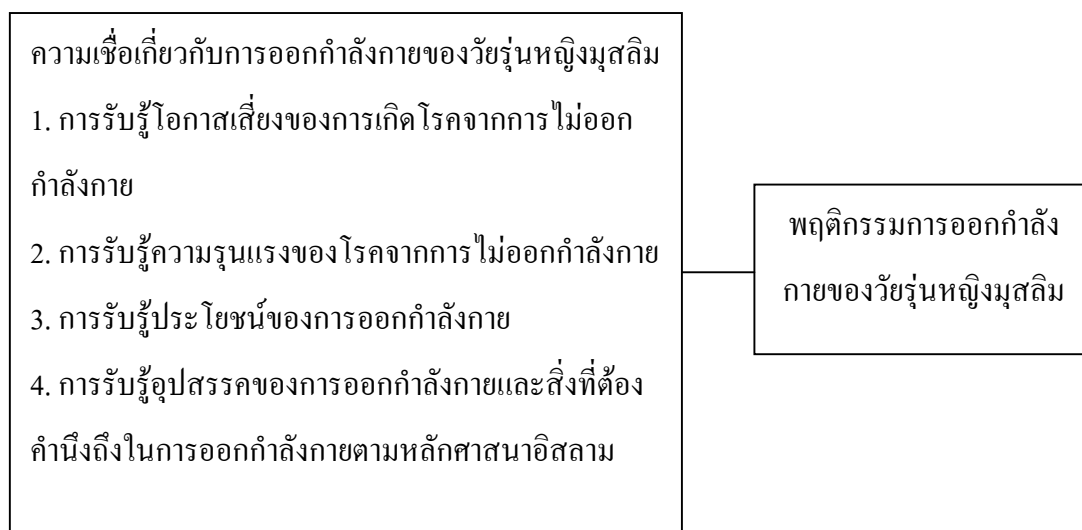 ความเชื่อเกี่ยวกับการออกกำลังกายของวัยรุ่นหญิงมุสลิม
1. การรับรู้โอกาสเสี่ยงของการเกิดโรคจากการไม่ออก
กำลังกาย
2. การรับรู้ความรุนแรงของโรคจากการไม่ออกกำลังกาย
3. การรับรู้ประโยชน์ของการออกกำลังกาย
4. การรับรู้อุปสรรคของการออกกำลังกายและสิ่งที่ต้อง
คำนึงถึงในการออกกำลังกายตามหลักศาสนาอิสลาม
พฤติกรรมการออกกำลัง
กายของวัยรุ่นหญิงมุสลิม